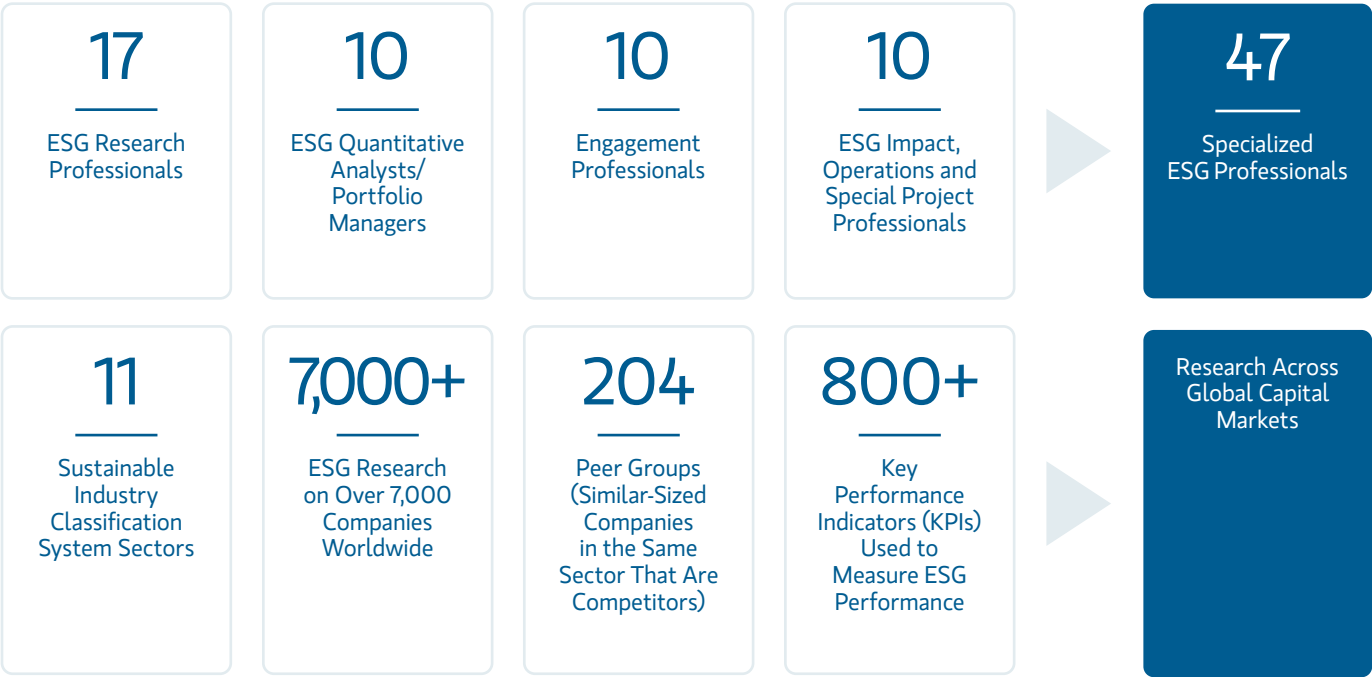 17
ESG Research
Professionals
10
ESG Quantitative
Analysts/
Portfolio
Managers
10
Engagement
Professionals
10
ESG Impact,
Operations and
Special Project
Professionals
47
Specialized
ESG Professionals
11
Sustainable
Industry
Classification
System Sectors
7,000+
ESG Research
on Over 7,000
Companies
Worldwide
204
Peer Groups
(Similar-Sized
Companies
in the Same
Sector That Are
Competitors)
800+
Key
Performance
Indicators (KPIs)
Used to
Measure ESG
Performance
Research Across
Global Capital
Markets